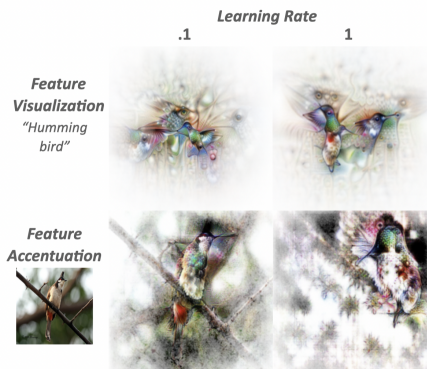 Learning Rate
.1 1
Feature
Visualization
“Humming
bird”
Feature
Accentuation